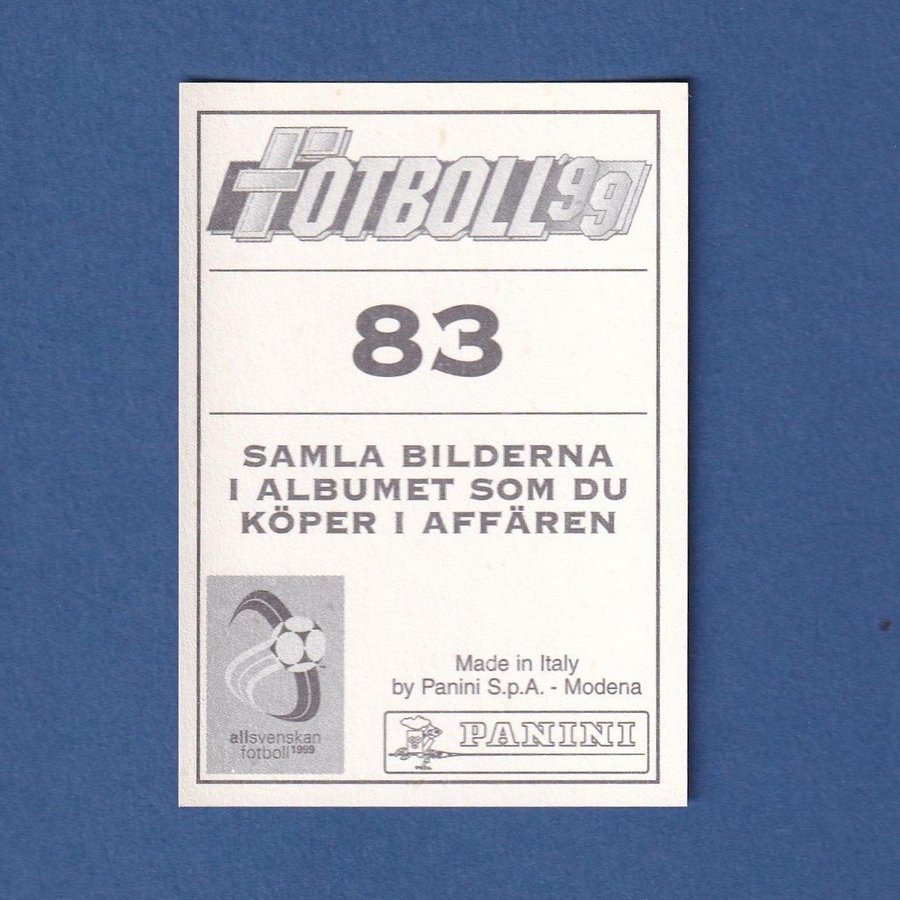 FOTBOLL'99
83
SAMLA BILDERNA
I ALBUMET SOM DU
KÖPER I AFFÄREN
allsvenskan
fotboll 1999
Made in Italy
by Panini S.p.A. - Modena
PANINI